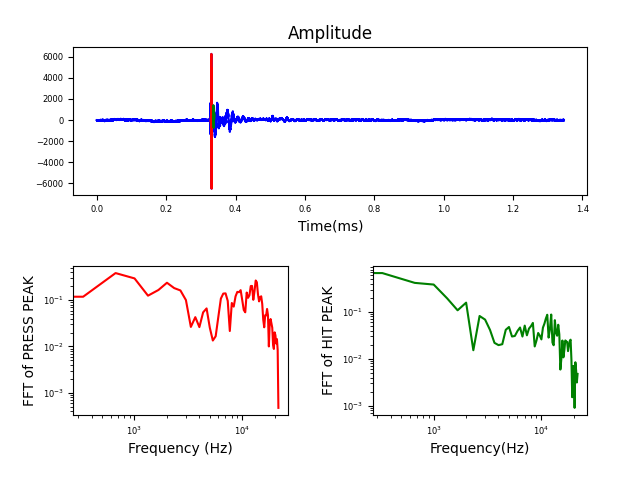 Amplitude
6000
4000
2000
0
−2000
−4000
−6000
0.0 0.2 0.4 0.6 0.8 1.0 1.2 1.4
Time(ms)
FFT of PRESS PEAK
10⁻¹
10⁻²
10⁻³
10³ 10⁴
Frequency (Hz)
FFT of HIT PEAK
10⁻¹
10⁻²
10⁻³
10³ 10⁴
Frequency(Hz)